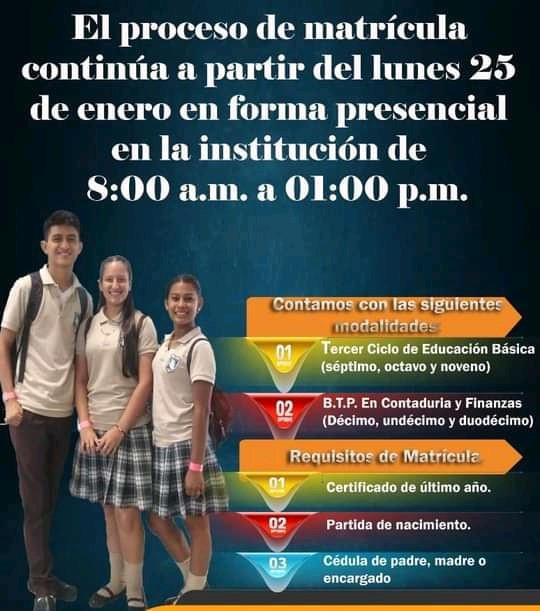 El proceso de matrícula
continúa a partir del lunes 25
de enero en forma presencial
en la institución de
8:00 a.m. a 01:00 p.m.
Contamos con las siguientes
modalidades
01
Tercer Ciclo de Educación Básica
(séptimo, octavo y noveno)
02
B.T.P. En Contaduria y Finanzas
(Décimo, undécimo y duodécimo)
Requisitos de Matrícula
01
Certificado de último año.
02
Partida de nacimiento.
03
Cédula de padre, madre o
encargado